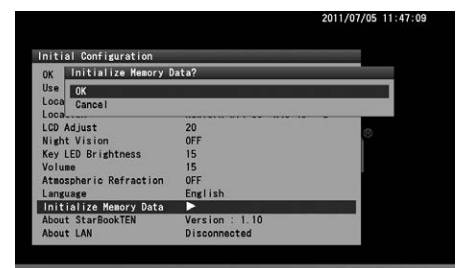 2011/07/05 11:47:09
Initial Configuration
OK
Initialize Memory Data?
Use
OK
Loca
Cancel
LCD Adjust 20
Night Vision OFF
Key LED Brightness 15
Volume 15
Atmospheric Refraction OFF
Language English
Initialize Memory Data ▶
About StarBookTEN Version : 1.10
About LAN Disconnected